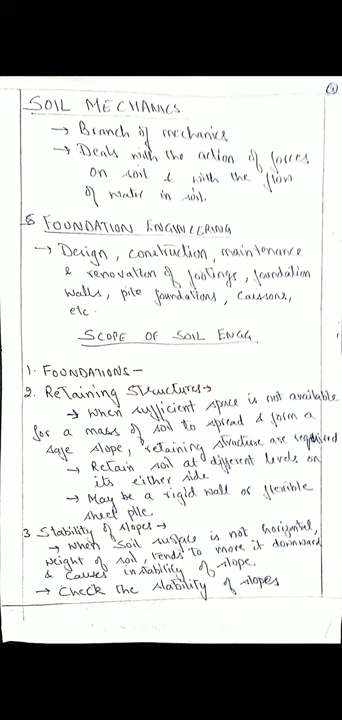 ①
SOIL MECHANICS
→ Branch of mechanics
→ Deals with the action of forces
on soil & with the flow
of water in soil.
§ FOUNDATION ENGINEERING
→ Design, construction, maintenance
& renovation of footings, foundation
walls, pile foundations, caissons,
etc.
SCOPE OF SOIL ENGG.
1. FOUNDATIONS -
2. Retaining Structures→
→ When sufficient space is not available
for a mass of soil to spread & form a
safe slope, retaining structure are required
→ Retain soil at different levels on
its either side
→ May be a rigid wall or flexible
sheet pile.
3 Stability of slopes→
→ When soil surface is not horizontal,
weight of soil, tends to move it downward
& causes instability of slope.
→ Check the stability of slopes